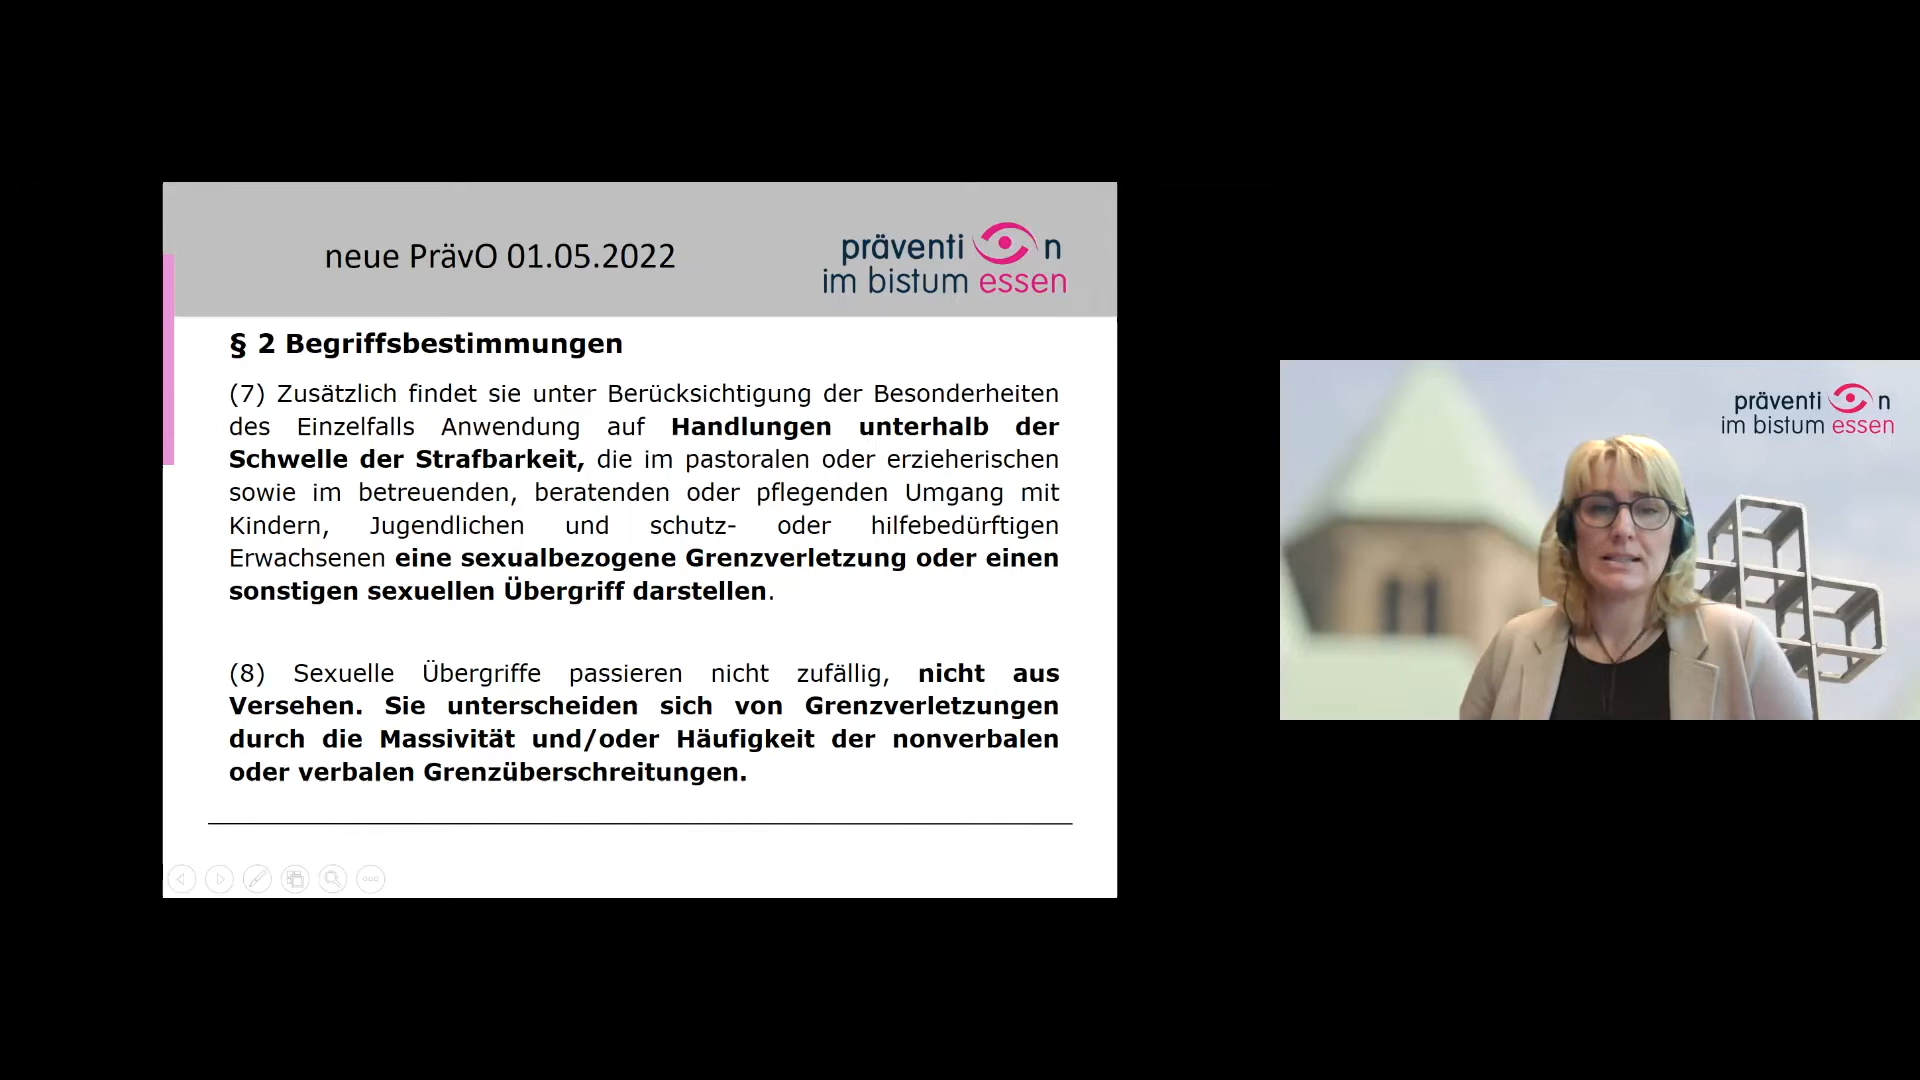 neue PrävO 01.05.2022
präventi n
im bistum essen
§ 2 Begriffsbestimmungen
(7) Zusätzlich findet sie unter Berücksichtigung der Besonderheiten
des Einzelfalls Anwendung auf Handlungen unterhalb der
Schwelle der Strafbarkeit, die im pastoralen oder erzieherischen
sowie im betreuenden, beratenden oder pflegenden Umgang mit
Kindern, Jugendlichen und schutz- oder hilfebedürftigen
Erwachsenen eine sexualbezogene Grenzverletzung oder einen
sonstigen sexuellen Übergriff darstellen.
(8) Sexuelle Übergriffe passieren nicht zufällig, nicht aus
Versehen. Sie unterscheiden sich von Grenzverletzungen
durch die Massivität und/oder Häufigkeit der nonverbalen
oder verbalen Grenzüberschreitungen.
präventi n
im bistum essen